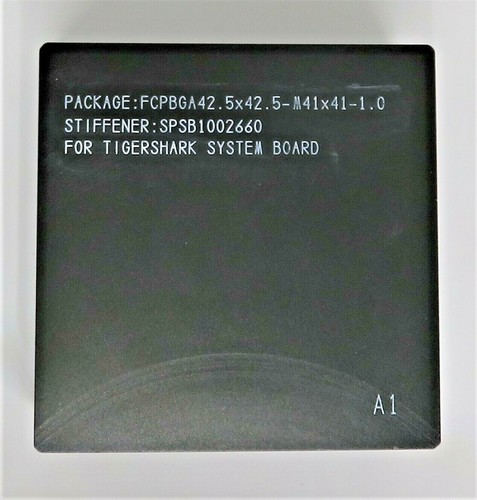 PACKAGE:FCPBGA42.5x42.5-M41x41-1.0
STIFFENER:SPSB1002660
FOR TIGERSHARK SYSTEM BOARD
A1